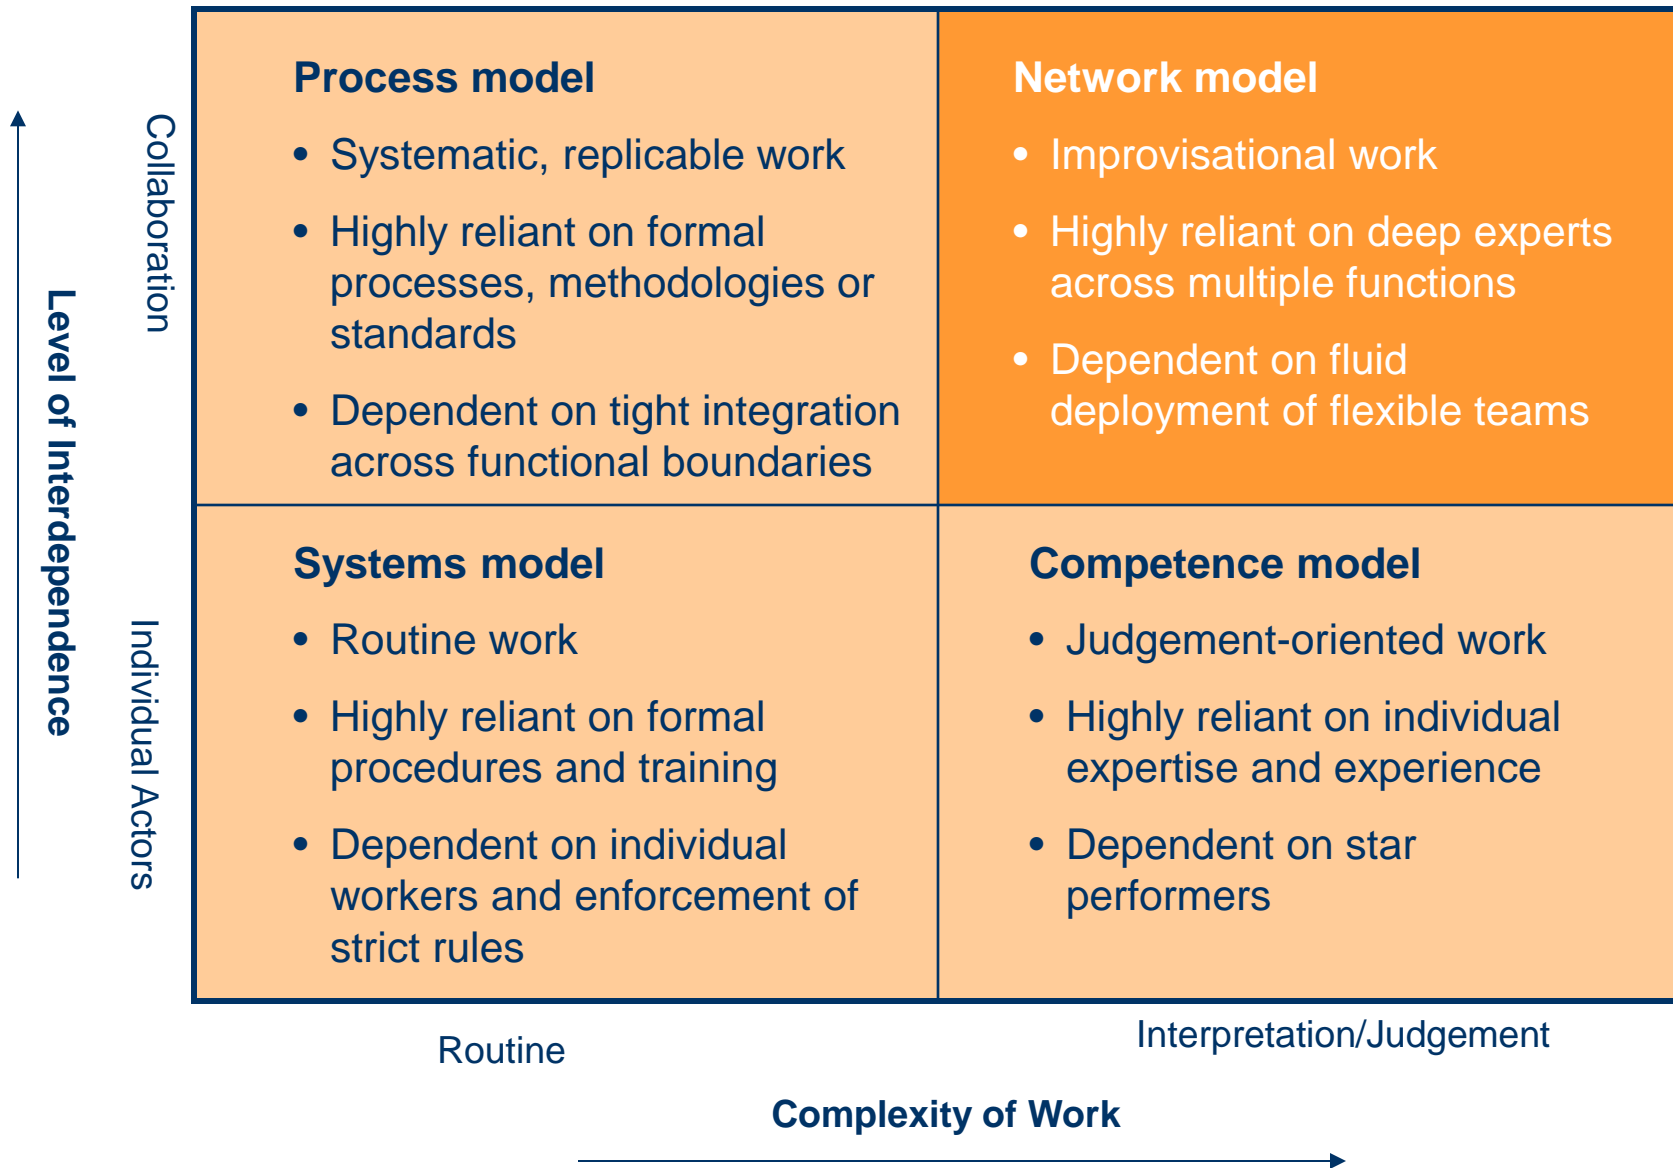 Process model
• Systematic, replicable work
• Highly reliant on formal
processes, methodologies or
standards
• Dependent on tight integration
across functional boundaries
Network model
• Improvisational work
• Highly reliant on deep experts
across multiple functions
• Dependent on fluid
deployment of flexible teams
Systems model
• Routine work
• Highly reliant on formal
procedures and training
• Dependent on individual
workers and enforcement of
strict rules
Competence model
• Judgement-oriented work
• Highly reliant on individual
expertise and experience
• Dependent on star
performers
Level of Interdependence
Collaboration
Individual Actors
Routine
Interpretation/Judgement
Complexity of Work